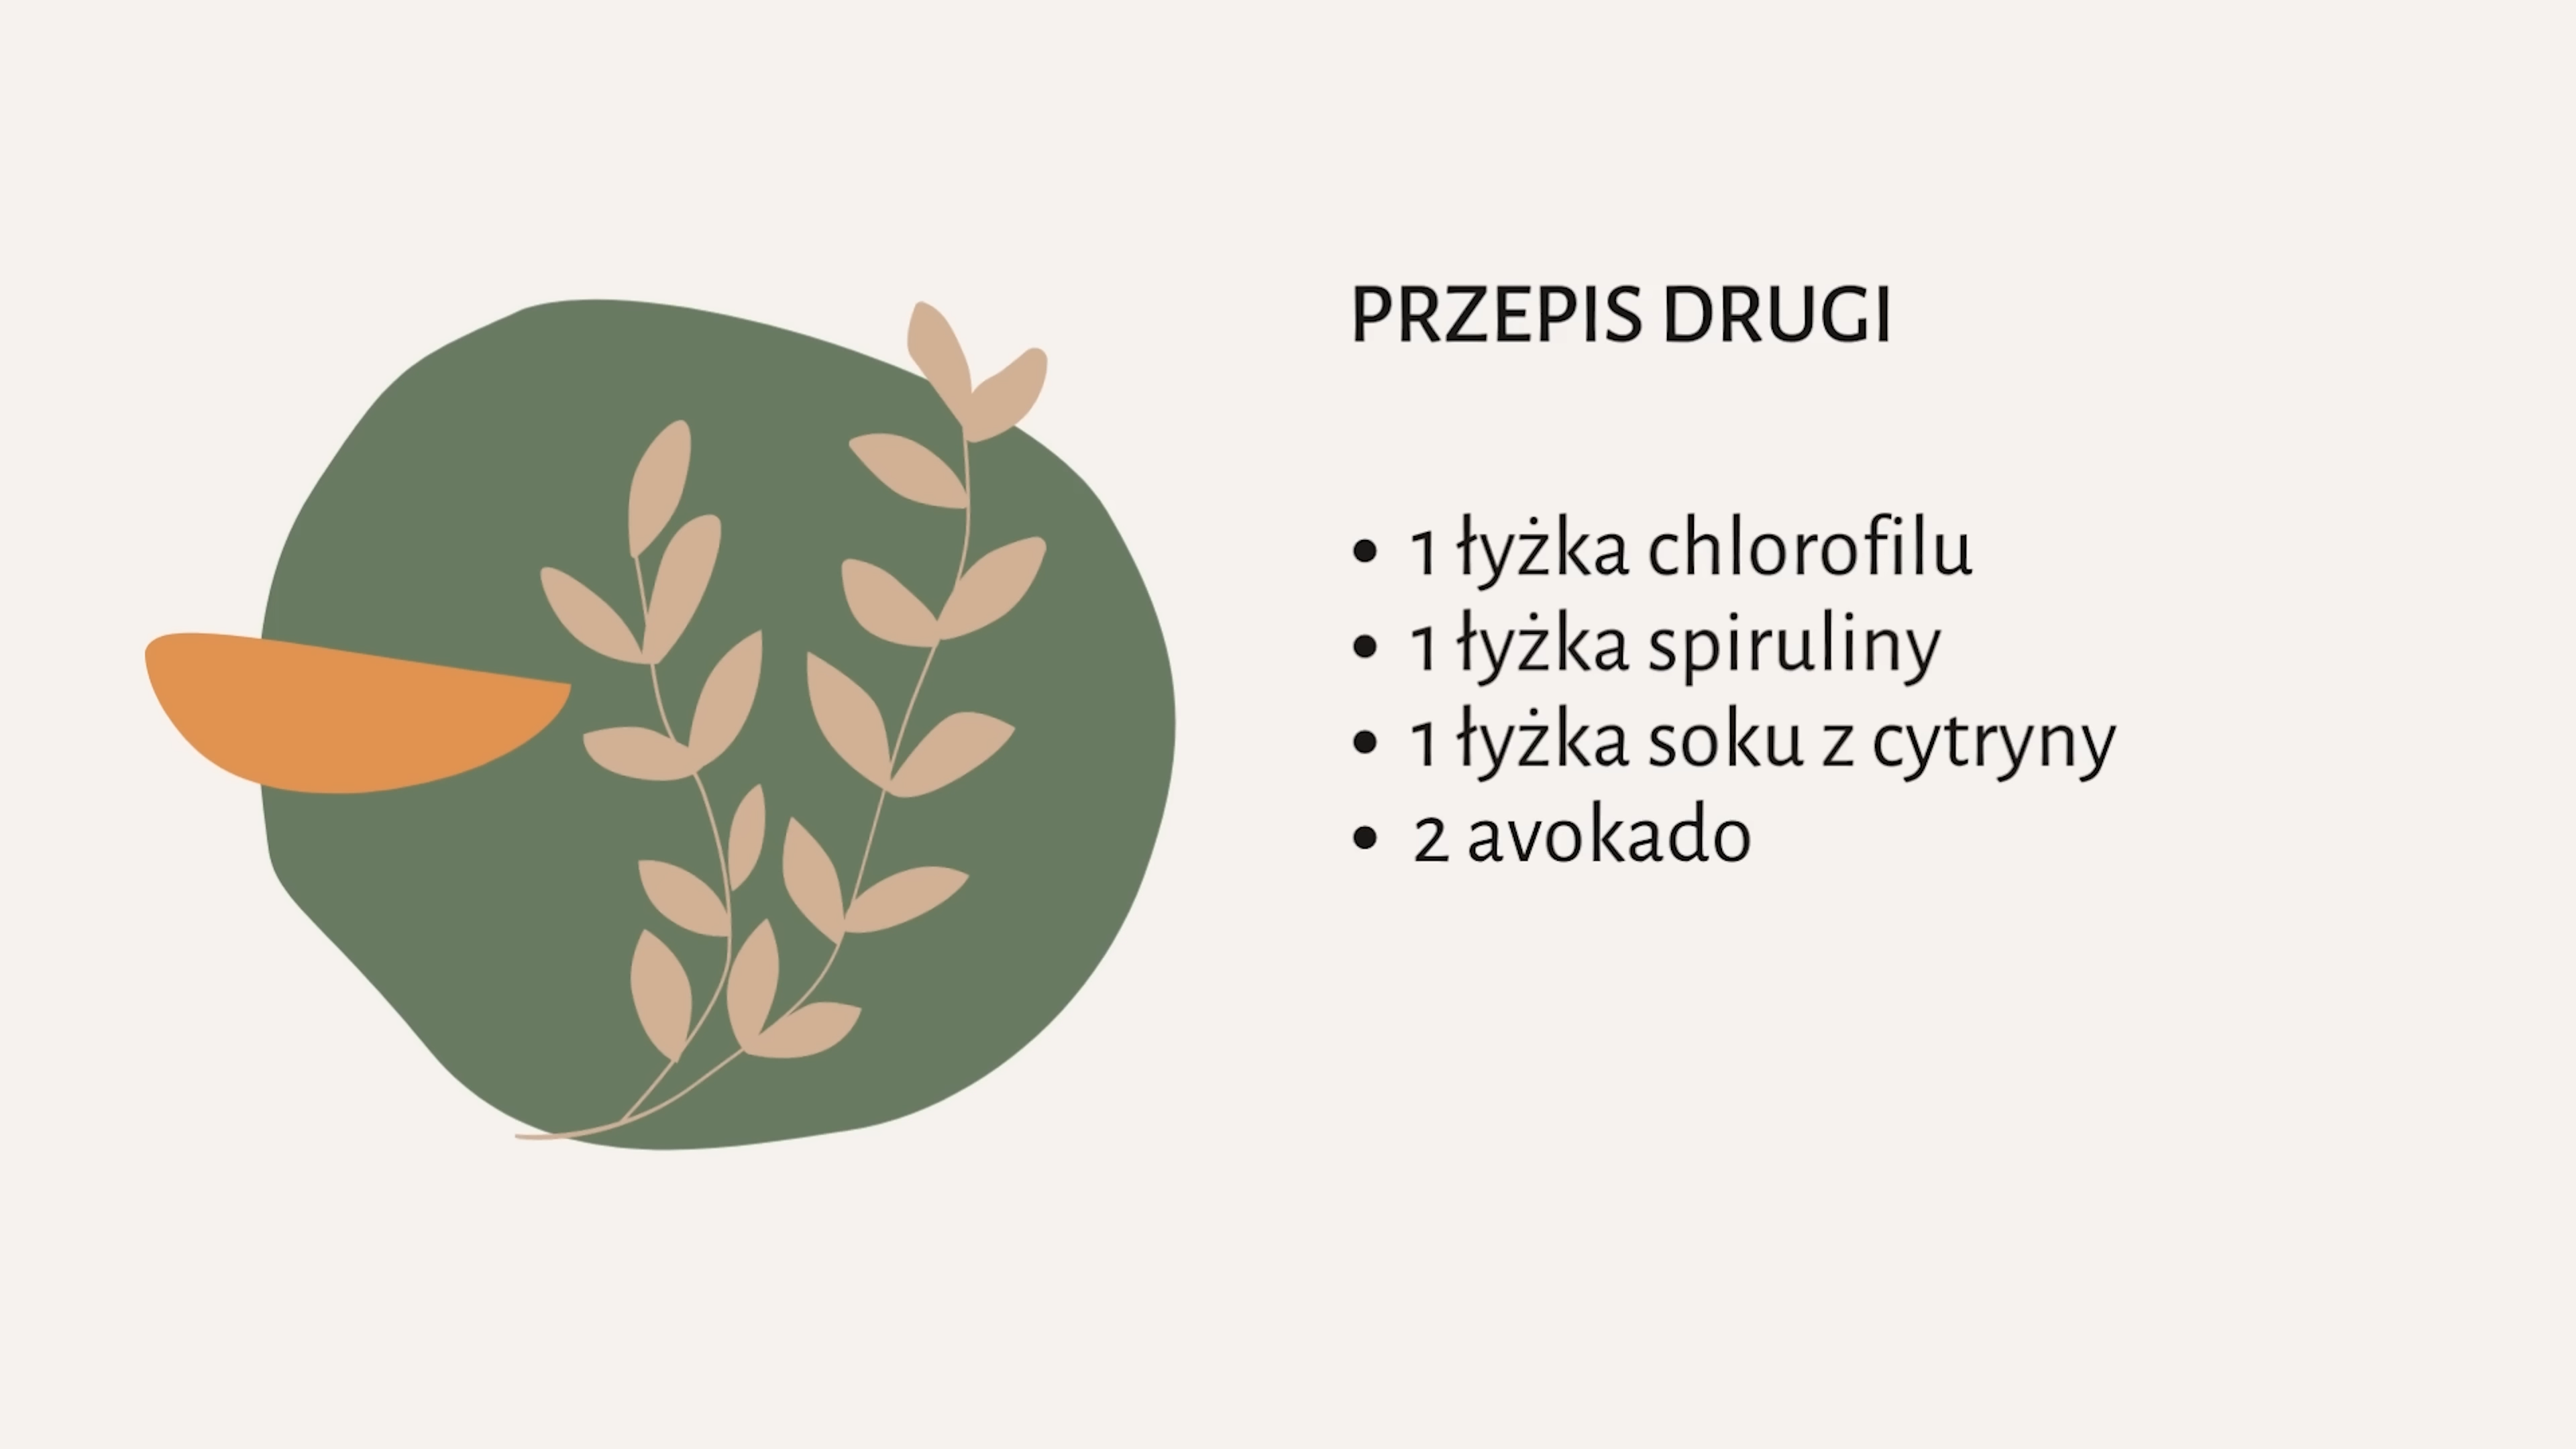 PRZEPIS DRUGI
• 1 łyżka chlorofilu
• 1 łyżka spiruliny
• 1 łyżka soku z cytryny
• 2 avokado